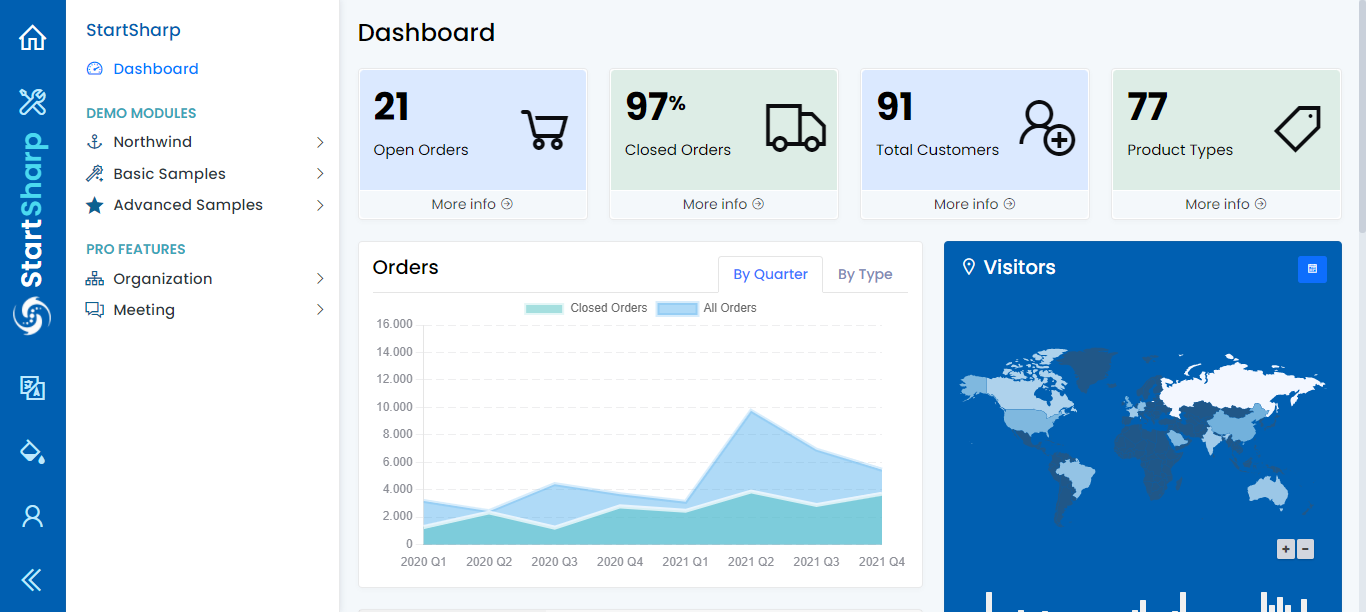 StartSharp
StartSharp
Dashboard
DEMO MODULES
Northwind
Basic Samples
Advanced Samples
PRO FEATURES
Organization
Meeting
Dashboard
21
Open Orders
More info
97%
Closed Orders
More info
91
Total Customers
More info
77
Product Types
More info
Orders
By Quarter
By Type
Closed Orders
All Orders
16.000
14.000
12.000
10.000
8.000
6.000
4.000
2.000
0
2020 Q1
2020 Q2
2020 Q3
2020 Q4
2021 Q1
2021 Q2
2021 Q3
2021 Q4
Visitors
+
−